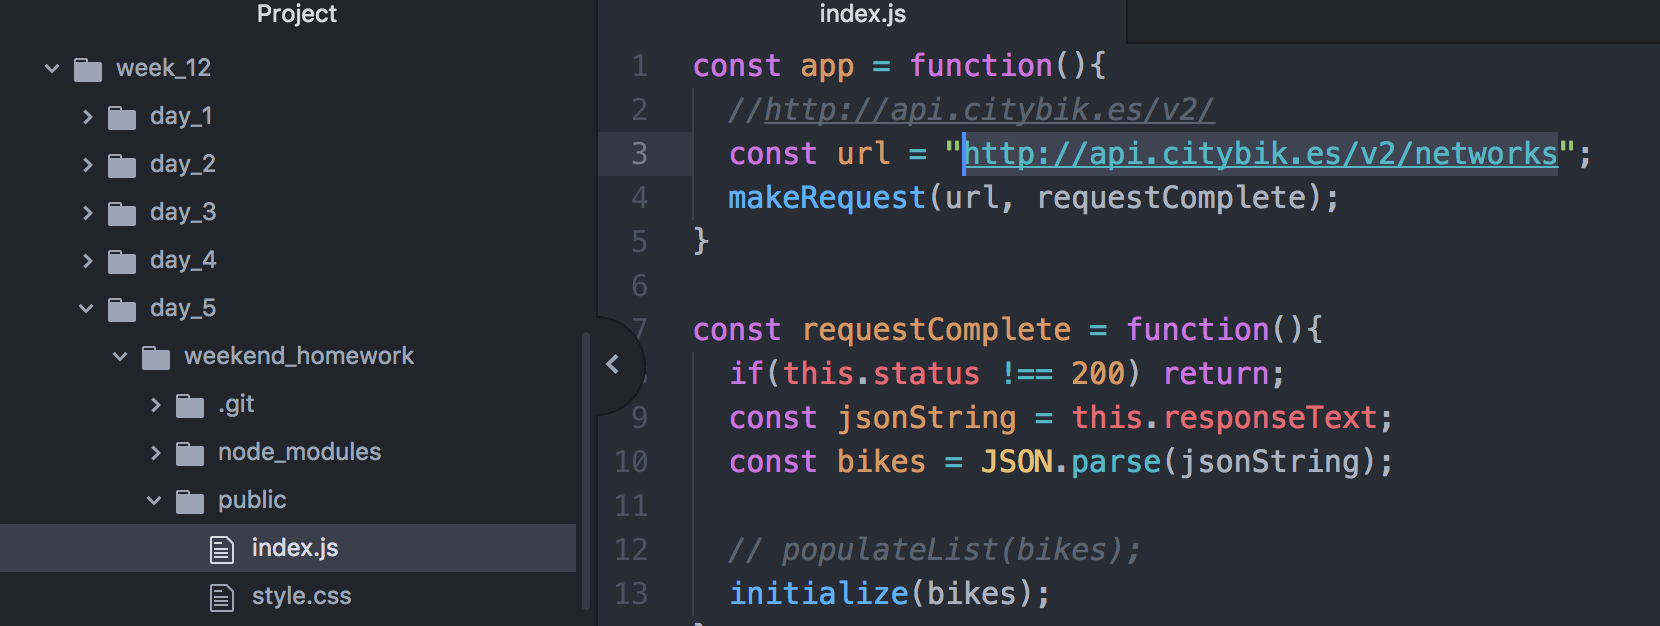 Project
week_12
day_1
day_2
day_3
day_4
day_5
weekend_homework
.git
node_modules
public
index.js
style.css
index.js
1 const app = function(){
2 //http://api.citybik.es/v2/
3 const url = "http://api.citybik.es/v2/networks";
4 makeRequest(url, requestComplete);
5 }
6
7 const requestComplete = function(){
if(this.status !== 200) return;
9 const jsonString = this.responseText;
10 const bikes = JSON.parse(jsonString);
11
12 // populateList(bikes);
13 initialize(bikes);